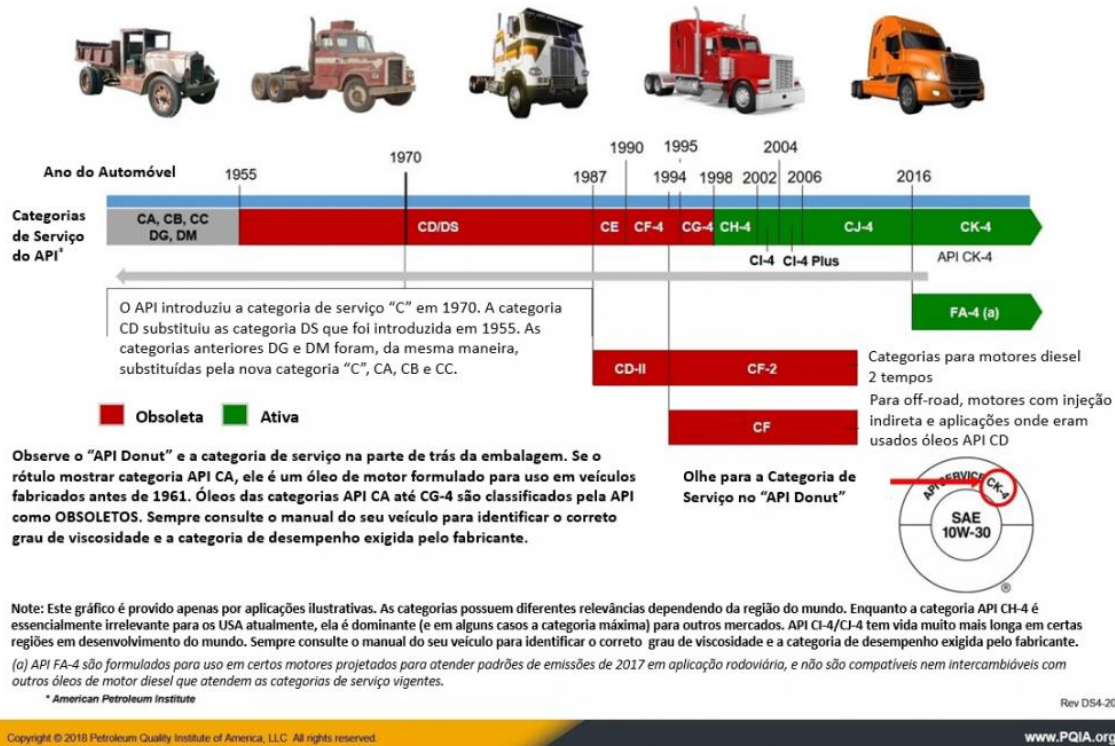 1990
1995
2004
1970
Ano do Automóvel
1955
1987
1994
1998
2002
2006
2016
Categorias
de Serviço
do API*
CA, CB, CC
DG, DM
CD/DS
CE
CF-4
CG-4
CH-4
CJ-4
CK-4
CI-4
CI-4 Plus
API CK-4
FA-4 (a)
O API introduziu a categoria de serviço “C” em 1970. A categoria
CD substituiu as categoria DS que foi introduzida em 1955. As
categorias anteriores DG e DM foram, da mesma maneira,
substituídas pela nova categoria “C”, CA, CB e CC.
CD-II
CF-2
Categorias para motores diesel
2 tempos
CF
Para off-road, motores com injeção
indireta e aplicações onde eram
usados óleos API CD
Obsoleta
Ativa
Observe o “API Donut” e a categoria de serviço na parte de trás da embalagem. Se o
rótulo mostrar categoria API CA, ele é um óleo de motor formulado para uso em veículos
fabricados antes de 1961. Óleos das categorias API CA até CG-4 são classificados pela API
como OBSOLETOS. Sempre consulte o manual do seu veículo para identificar o correto
grau de viscosidade e a categoria de desempenho exigida pelo fabricante.
Olhe para a Categoria de
Serviço no “API Donut”
API SERVICE CK-4
SAE
10W-30
®
Note: Este gráfico é provido apenas por aplicações ilustrativas. As categorias possuem diferentes relevâncias dependendo da região do mundo. Enquanto a categoria API CH-4 é
essencialmente irrelevante para os USA atualmente, ela é dominante (e em alguns casos a categoria máxima) para outros mercados. API CI-4/CJ-4 tem vida muito mais longa em certas
regiões em desenvolvimento do mundo. Sempre consulte o manual do seu veículo para identificar o correto grau de viscosidade e a categoria de desempenho exigida pelo fabricante.
(a) API FA-4 são formulados para uso em certos motores projetados para atender padrões de emissões de 2017 em aplicação rodoviária, e não são compatíveis nem intercambiáveis com
outros óleos de motor diesel que atendem as categorias de serviço vigentes.
* American Petroleum Institute
Rev DS4-20
Copyright © 2018 Petroleum Quality Institute of America, LLC All rights reserved.
www.PQIA.org